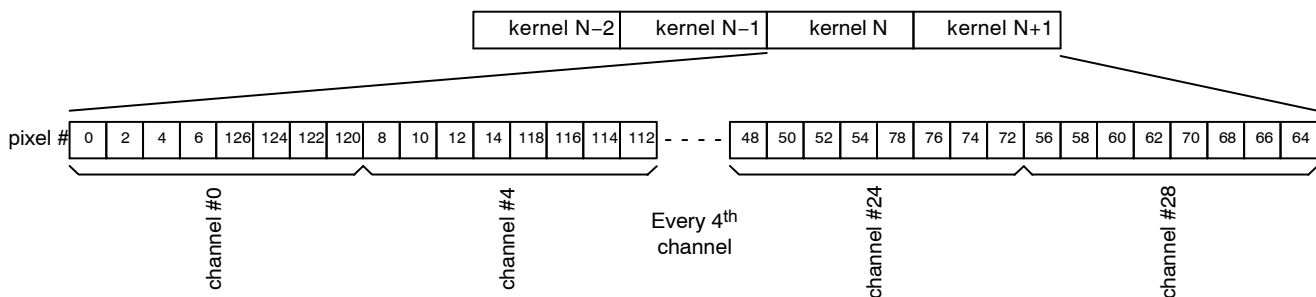 kernel N−2 kernel N−1 kernel N kernel N+1
pixel # 0 2 4 6 126 124 122 120 8 10 12 14 118 116 114 112 - - - - 48 50 52 54 78 76 74 72 56 58 60 62 70 68 66 64
channel #0
channel #4
Every 4th
channel
channel #24
channel #28